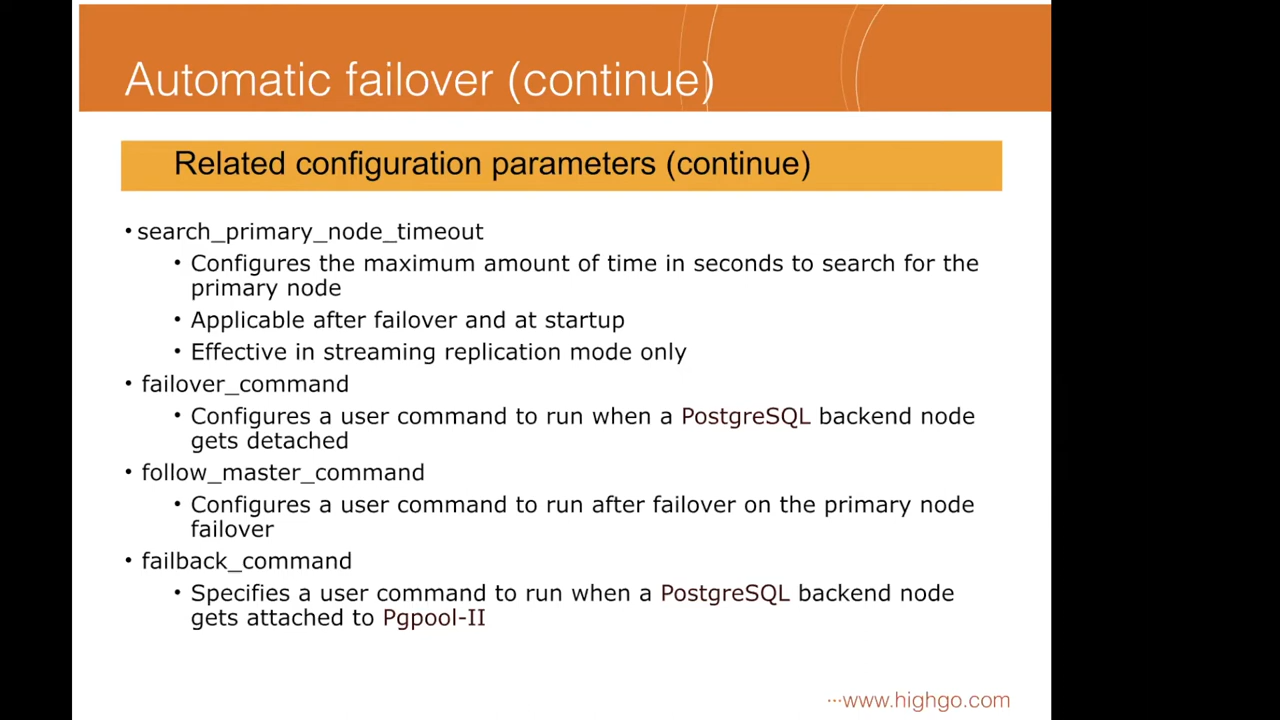 Automatic failover (continue)
Related configuration parameters (continue)
• search_primary_node_timeout
• Configures the maximum amount of time in seconds to search for the
primary node
• Applicable after failover and at startup
• Effective in streaming replication mode only
• failover_command
• Configures a user command to run when a PostgreSQL backend node
gets detached
• follow_master_command
• Configures a user command to run after failover on the primary node
failover
• failback_command
• Specifies a user command to run when a PostgreSQL backend node
gets attached to Pgpool-II
···www.highgo.com